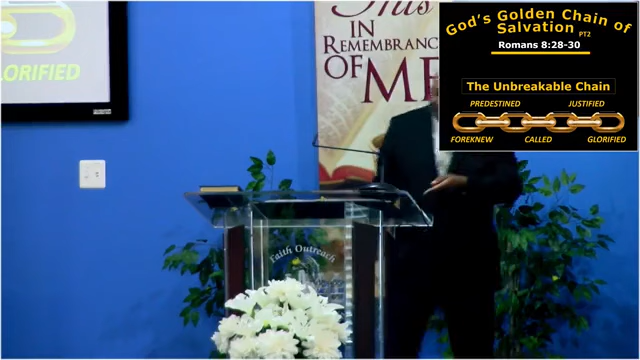 LORIFIED
This
IN
REMEMBRANC
OF ME
God's Golden Chain of
Salvation PT2
Romans 8:28-30
The Unbreakable Chain
PREDESTINED JUSTIFIED
FOREKNEW CALLED GLORIFIED
Faith Outreach